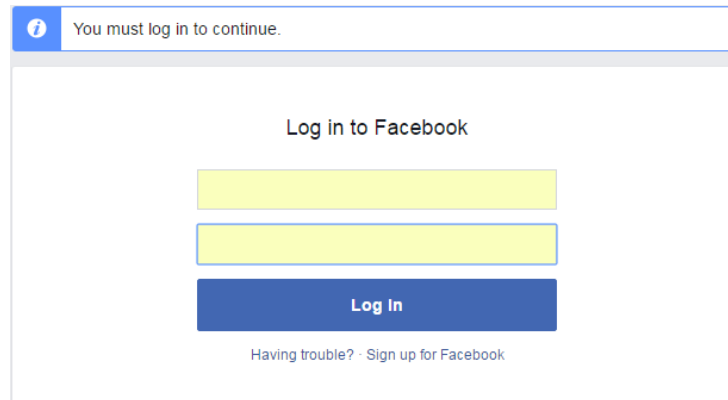 You must log in to continue.
Log in to Facebook
Log In
Having trouble? · Sign up for Facebook